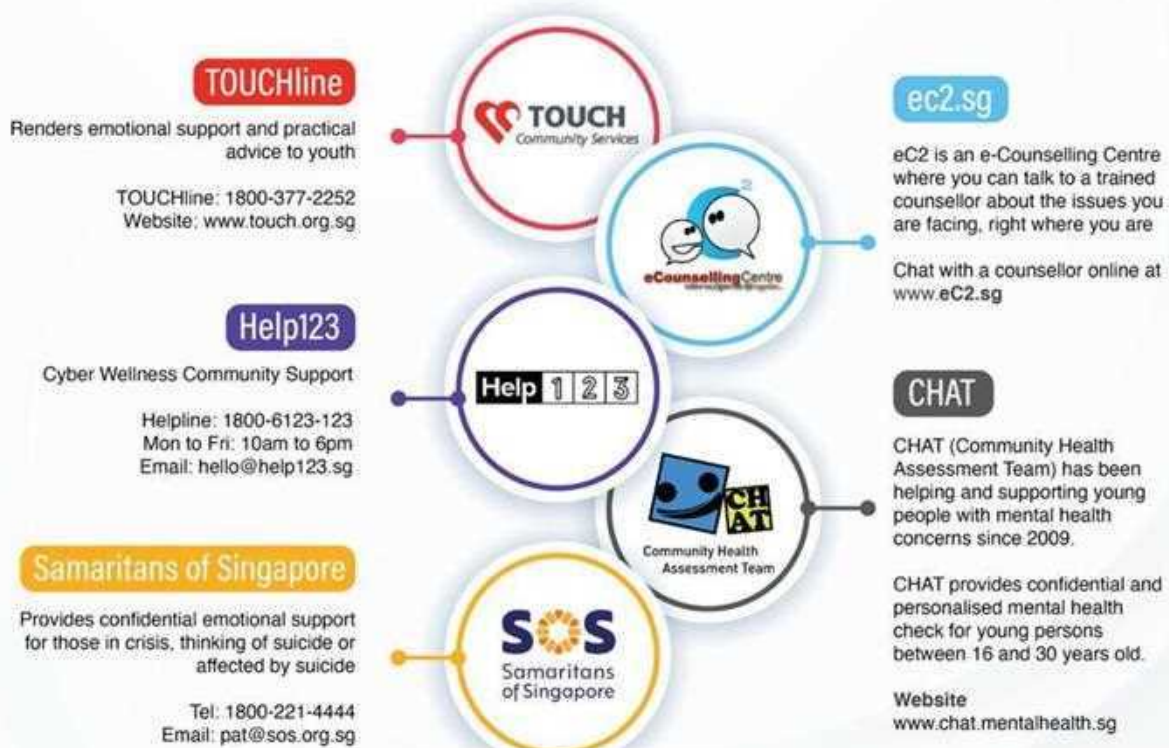 TOUCHline
Renders emotional support and practical
advice to youth
TOUCHline: 1800-377-2252
Website: www.touch.org.sg
TOUCH
Community Services
ec2.sg
eC2 is an e-Counselling Centre
where you can talk to a trained
counsellor about the issues you
are facing, right where you are
Chat with a counsellor online at
www.eC2.sg
2
eCounsellingCentre
Help123
Cyber Wellness Community Support
Helpline: 1800-6123-123
Mon to Fri: 10am to 6pm
Email: hello@help123.sg
Help 1 2 3
CHAT
CHAT (Community Health
Assessment Team) has been
helping and supporting young
people with mental health
concerns since 2009.
CHAT provides confidential and
personalised mental health
check for young persons
between 16 and 30 years old.
Website
www.chat.mentalhealth.sg
CH
AT
Community Health
Assessment Team
Samaritans of Singapore
Provides confidential emotional support
for those in crisis, thinking of suicide or
affected by suicide
Tel: 1800-221-4444
Email: pat@sos.org.sg
SOS
Samaritans
of Singapore